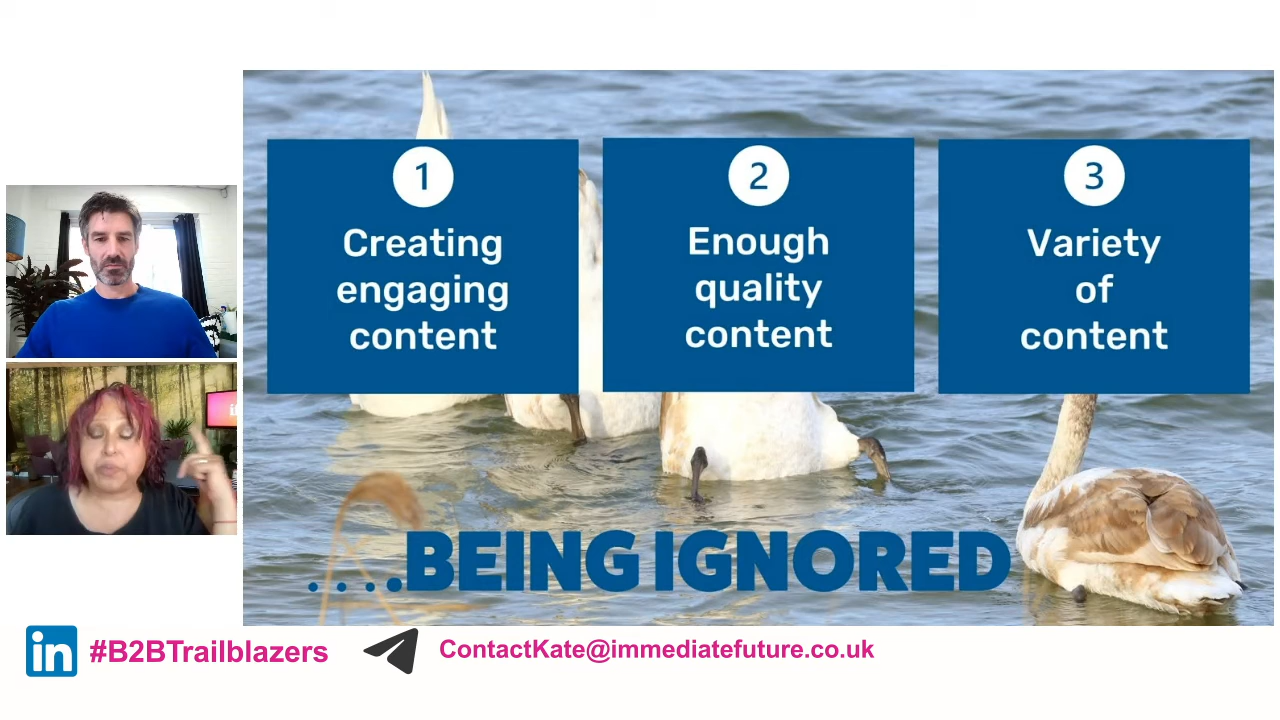 1
Creating
engaging
content
2
Enough
quality
content
3
Variety
of
content
....BEING IGNORED
in #B2BTrailblazers
ContactKate@immediatefuture.co.uk